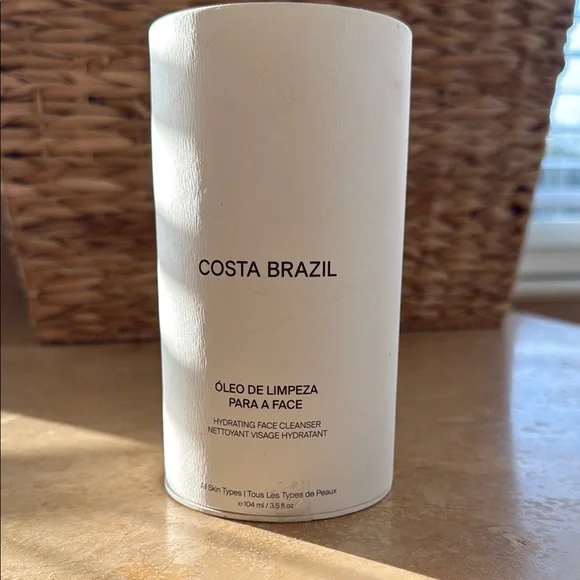 COSTA BRAZIL
ÓLEO DE LIMPEZA
PARA A FACE
HYDRATING FACE CLEANSER
NETTOYANT VISAGE HYDRATANT
All Skin Types | Tous Les Types de Peaux
e 104 ml / 3.5 fl oz